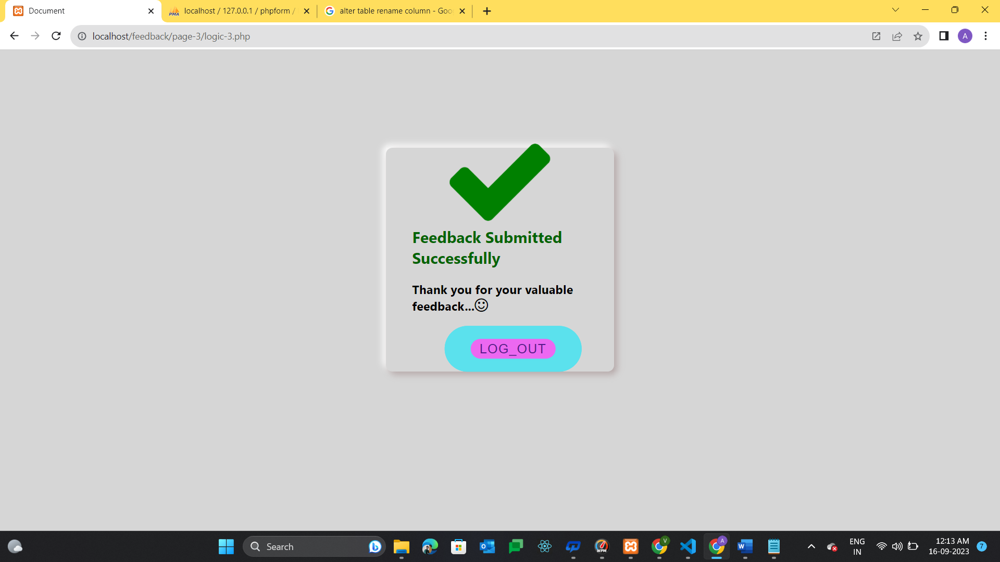 Document
localhost / 127.0.0.1 / phpform /
alter table rename column - Goo
localhost/feedback/page-3/logic-3.php
A
Feedback Submitted
Successfully
Thank you for your valuable
feedback...☺
LOG_OUT
Search
WPM
V
A
W
ENG
IN
12:13 AM
16-09-2023
7